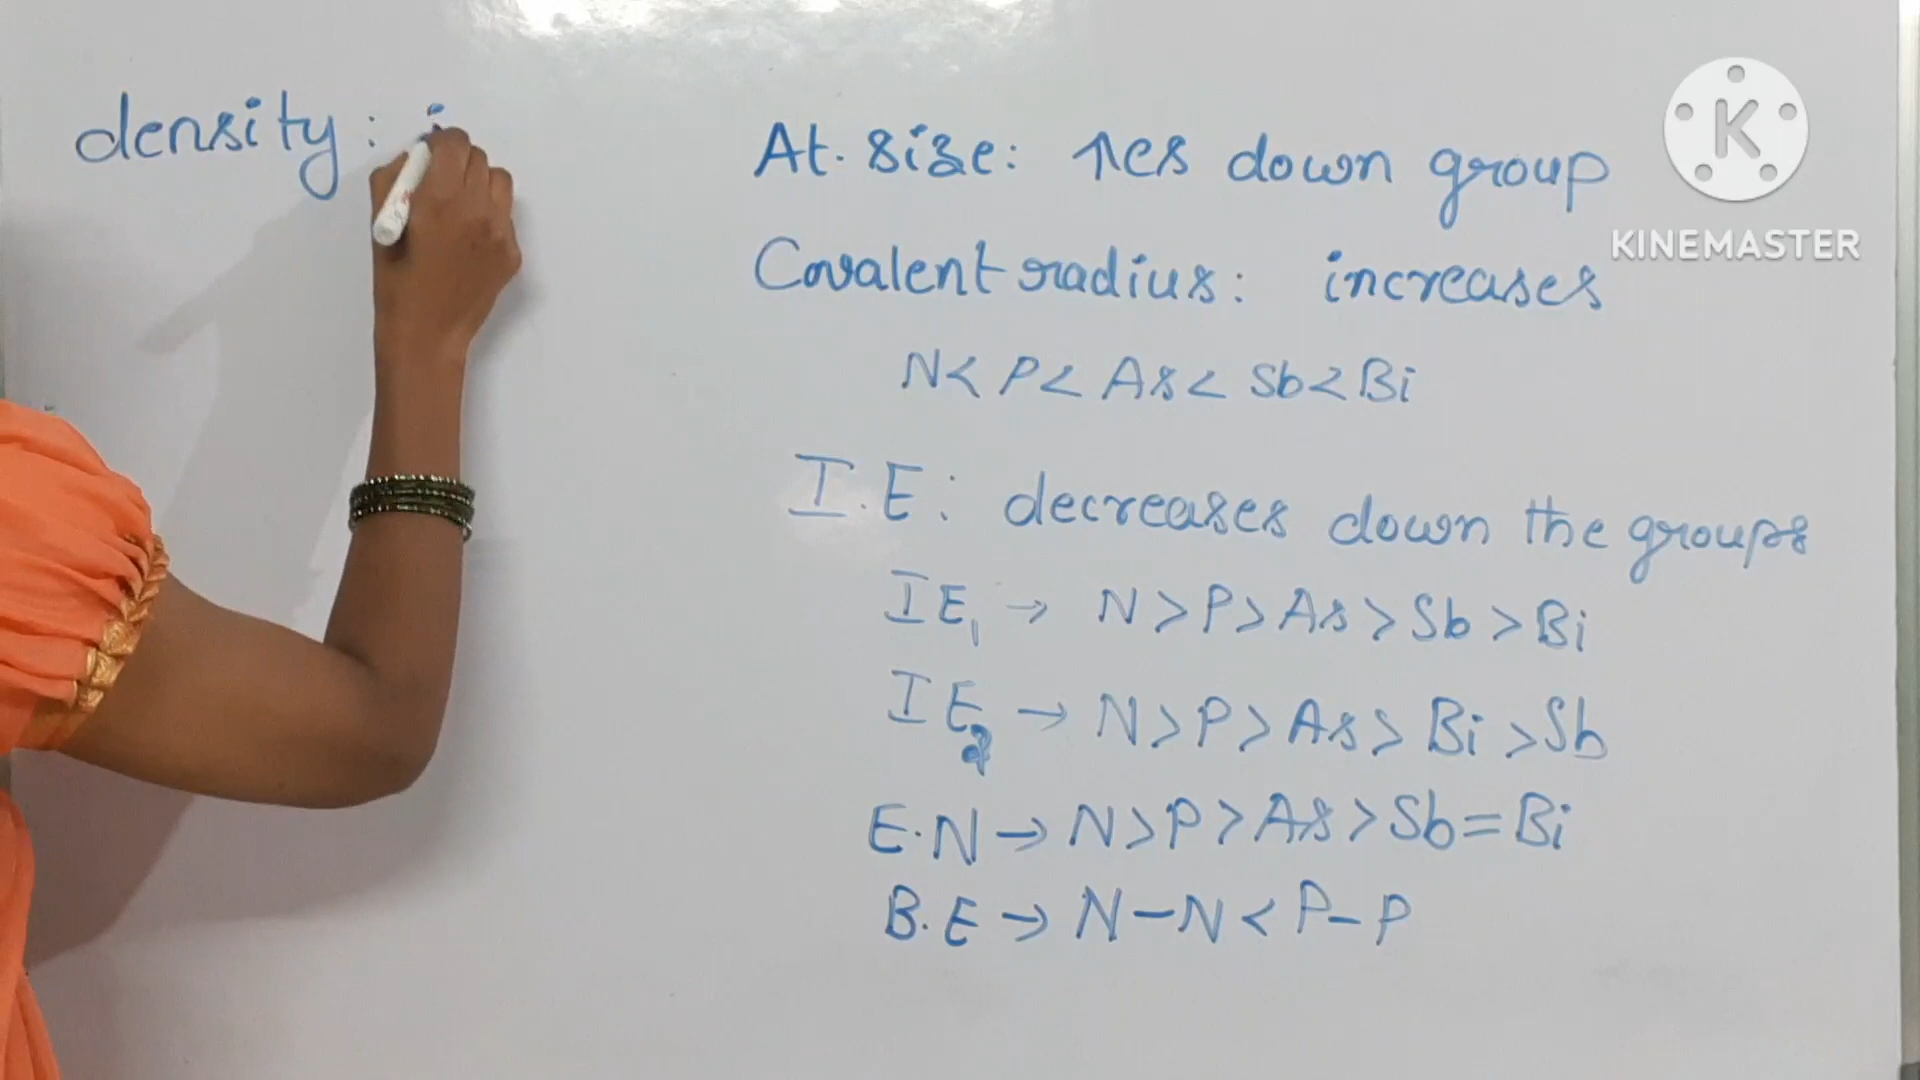 density: i
At. size: ↑es down group
Covalent radius: increases
N< P< As< Sb<Bi
I.E: decreases down the groups
IE₁ → N>P>As>Sb>Bi
IE₂ → N>P>As>Bi>Sb
E.N → N>P>As>Sb=Bi
B.E → N-N< P-P
K
KINEMASTER